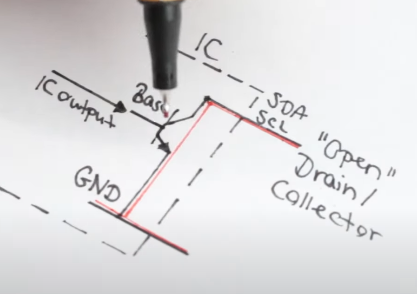 IC
IC output
Base
SDA
SCL
"Open"
Drain/
Collector
GND